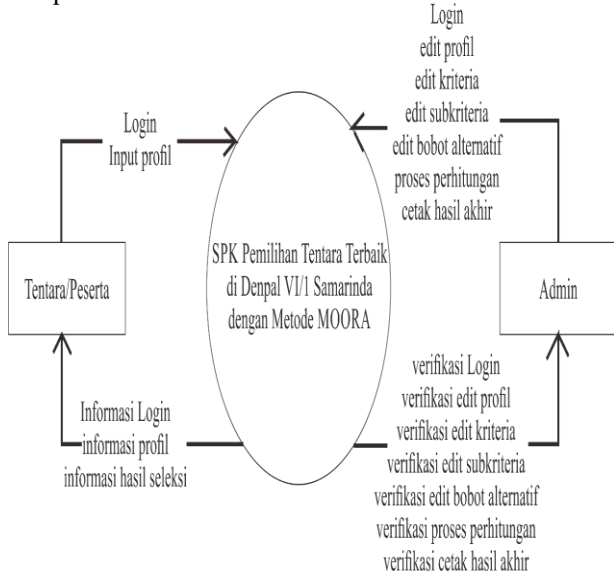 Login
edit profil
edit kriteria
edit subkriteria
edit bobot alternatif
proses perhitungan
cetak hasil akhir
Login
Input profil
SPK Pemilihan Tentara Terbaik
di Denpal VI/1 Samarinda
dengan Metode MOORA
Tentara/Peserta
Admin
Informasi Login
informasi profil
informasi hasil seleksi
verifikasi Login
verifikasi edit profil
verifikasi edit kriteria
verifikasi edit subkriteria
verifikasi edit bobot alternatif
verifikasi proses perhitungan
verifikasi cetak hasil akhir